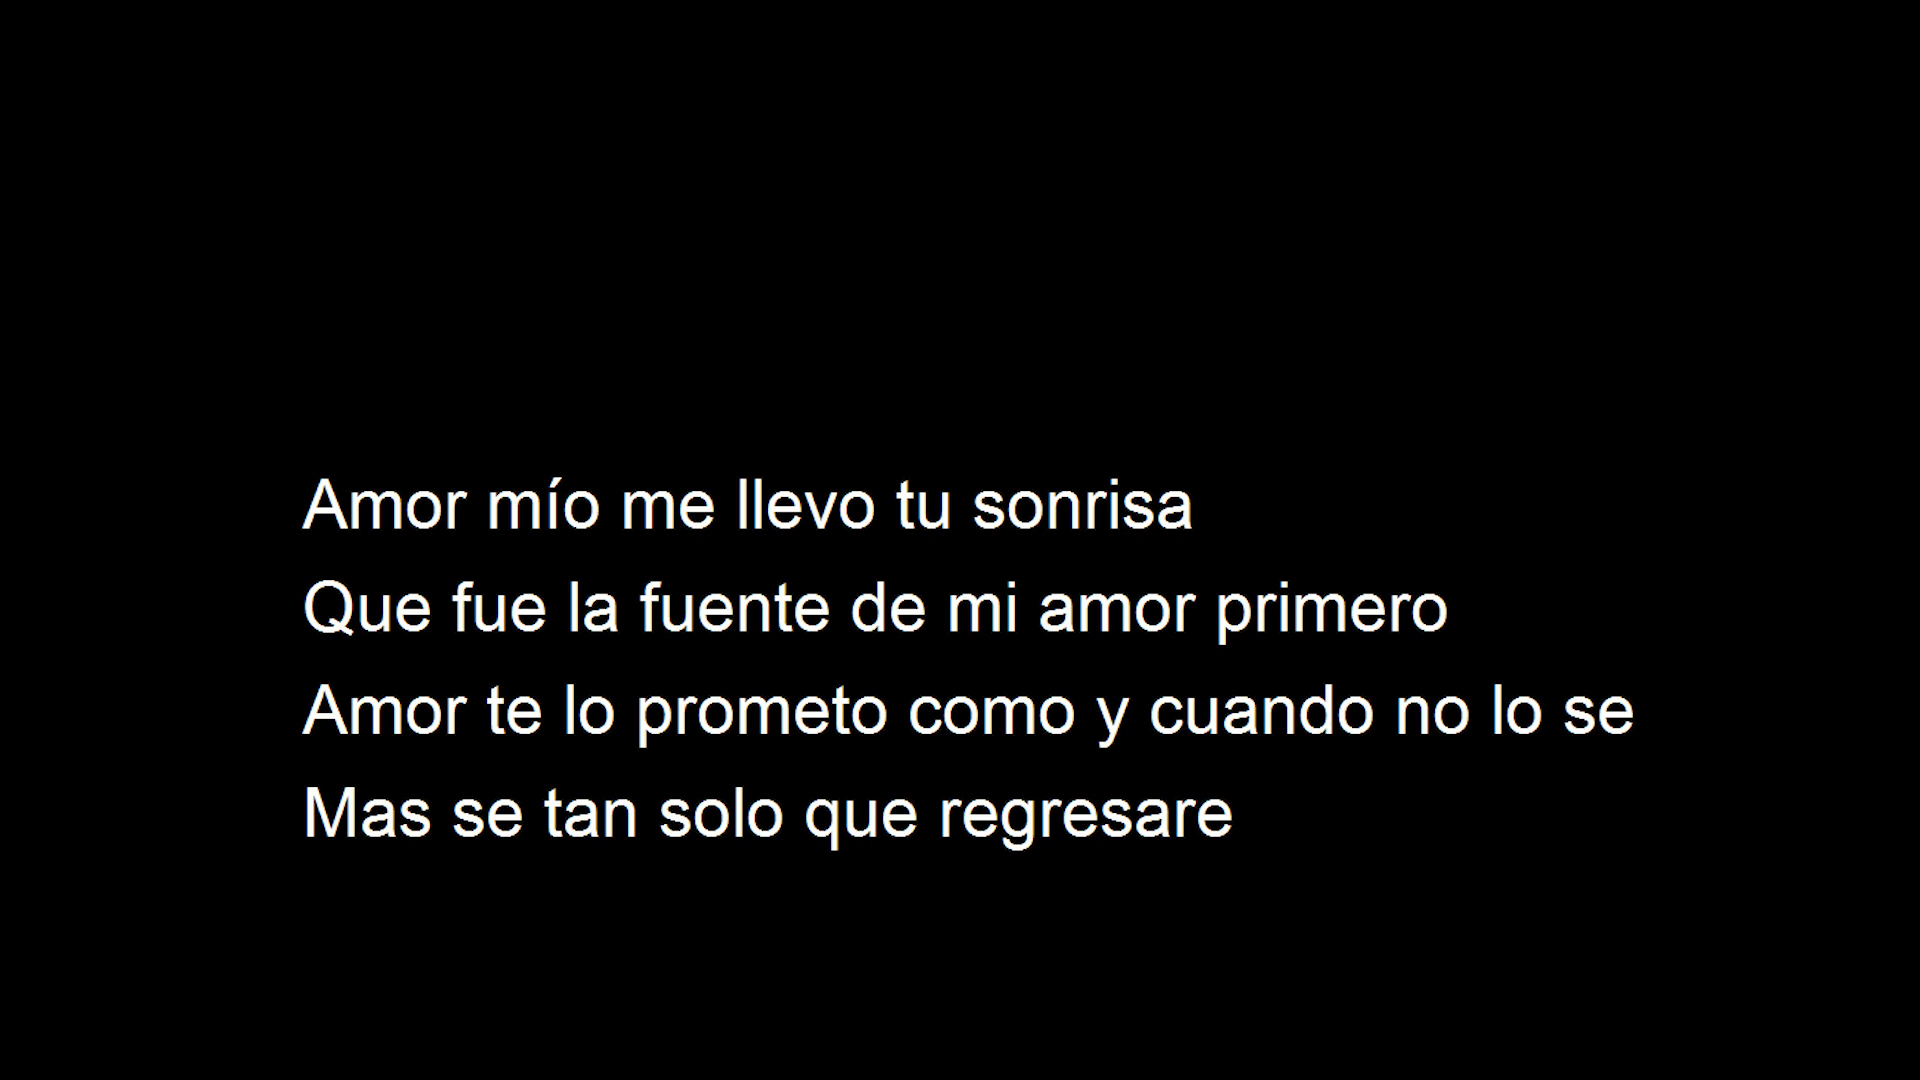 Amor mío me llevo tu sonrisa
Que fue la fuente de mi amor primero
Amor te lo prometo como y cuando no lo se
Mas se tan solo que regresare